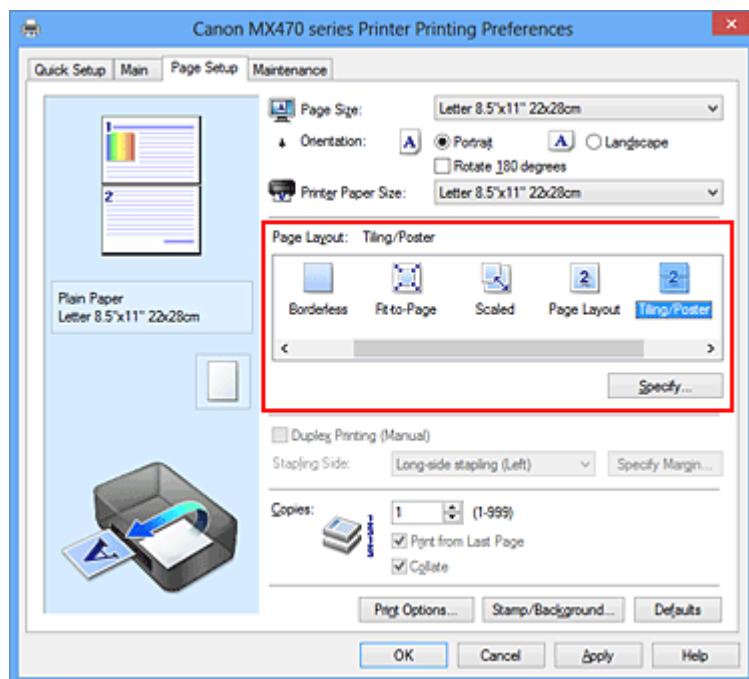 Canon MX470 series Printer Printing Preferences
Quick Setup Main Page Setup Maintenance
1
2
Plain Paper
Letter 8.5"x11" 22x28cm
Page Size: Letter 8.5"x11" 22x28cm
Orientation: A Portrait A Landscape
Rotate 180 degrees
Printer Paper Size: Letter 8.5"x11" 22x28cm
Page Layout: Tiling/Poster
2 2
Borderless Fit-to-Page Scaled Page Layout Tiling/Poster
Specify...
Duplex Printing (Manual)
Stapling Side: Long-side stapling (Left) Specify Margin...
Copies: 1 (1-999)
Print from Last Page
Collate
A
Print Options... Stamp/Background... Defaults
OK Cancel Apply Help